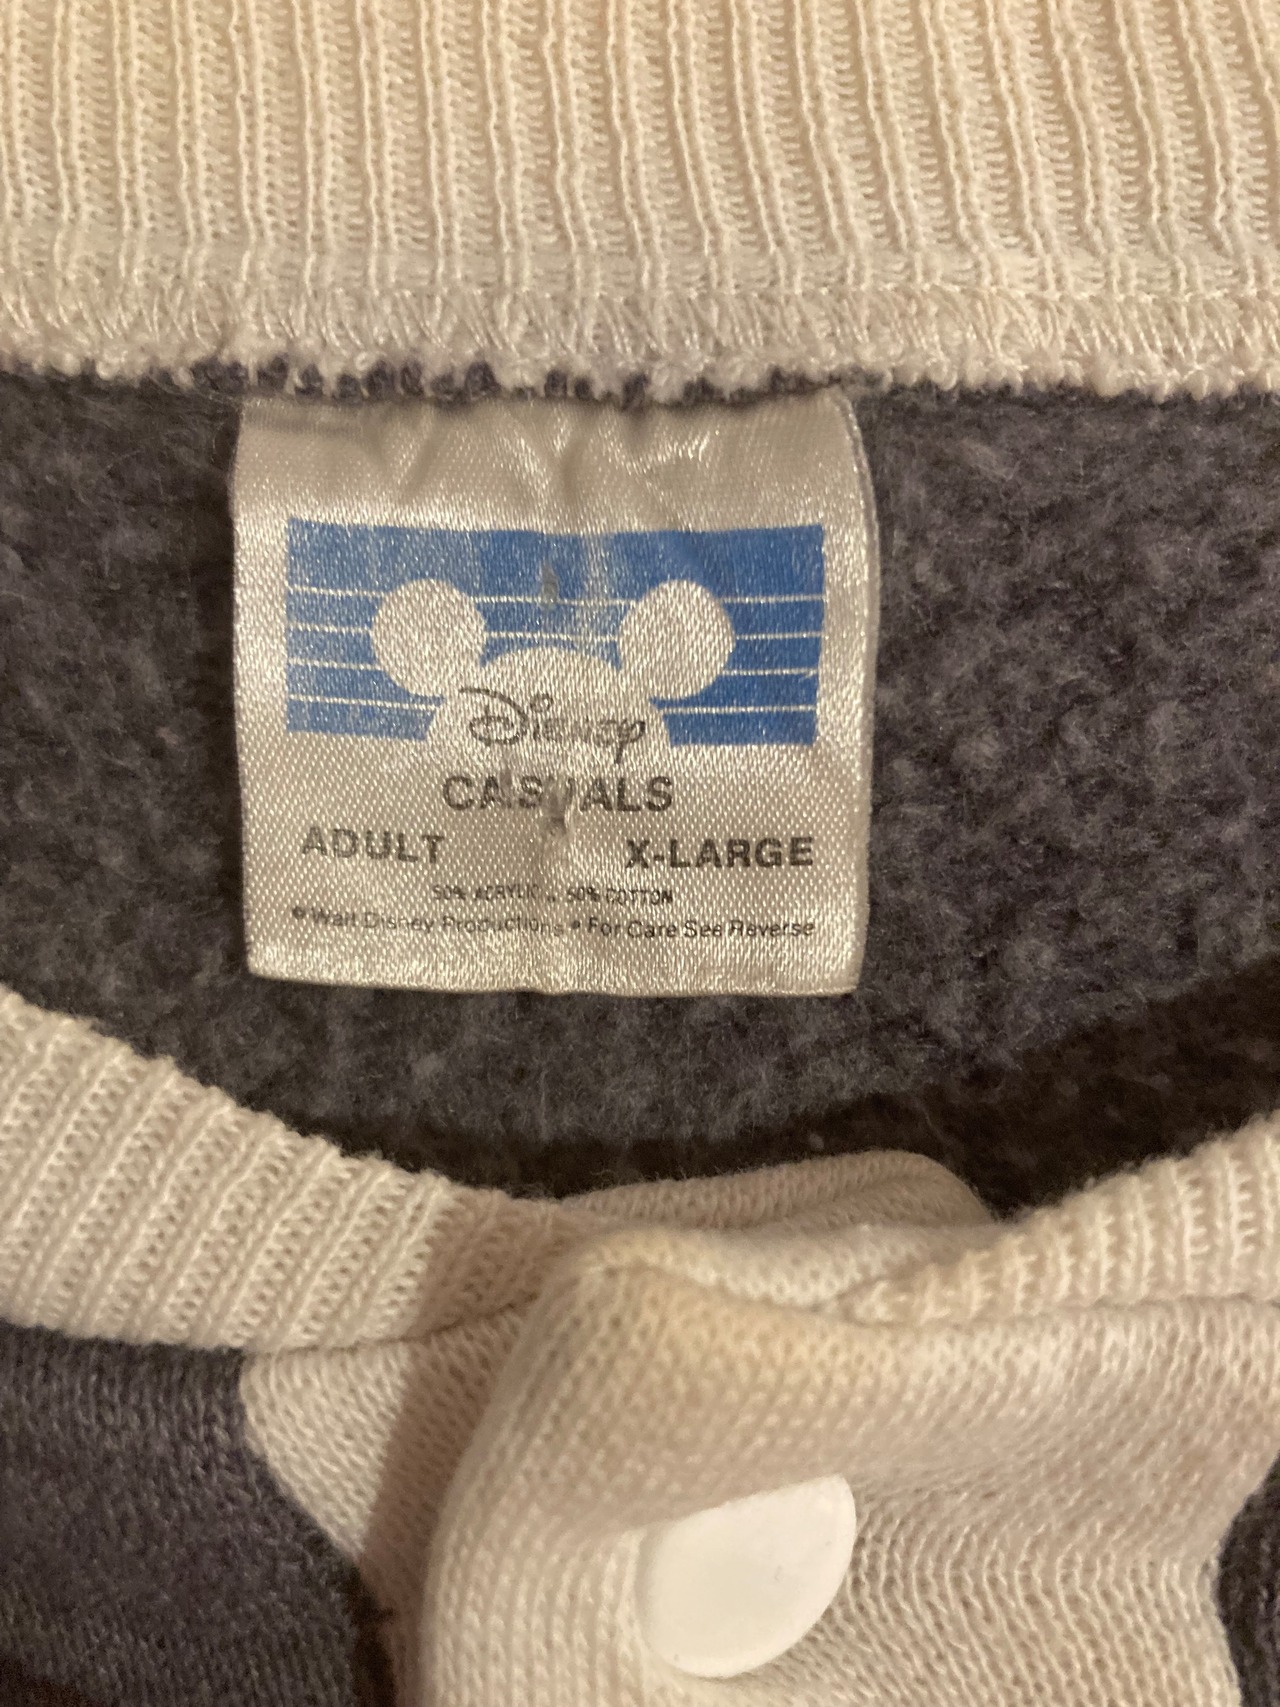 Disney
CASUALS
ADULT X-LARGE
50% ACRYLIC 50% COTTON
© Walt Disney Productions • For Care See Reverse